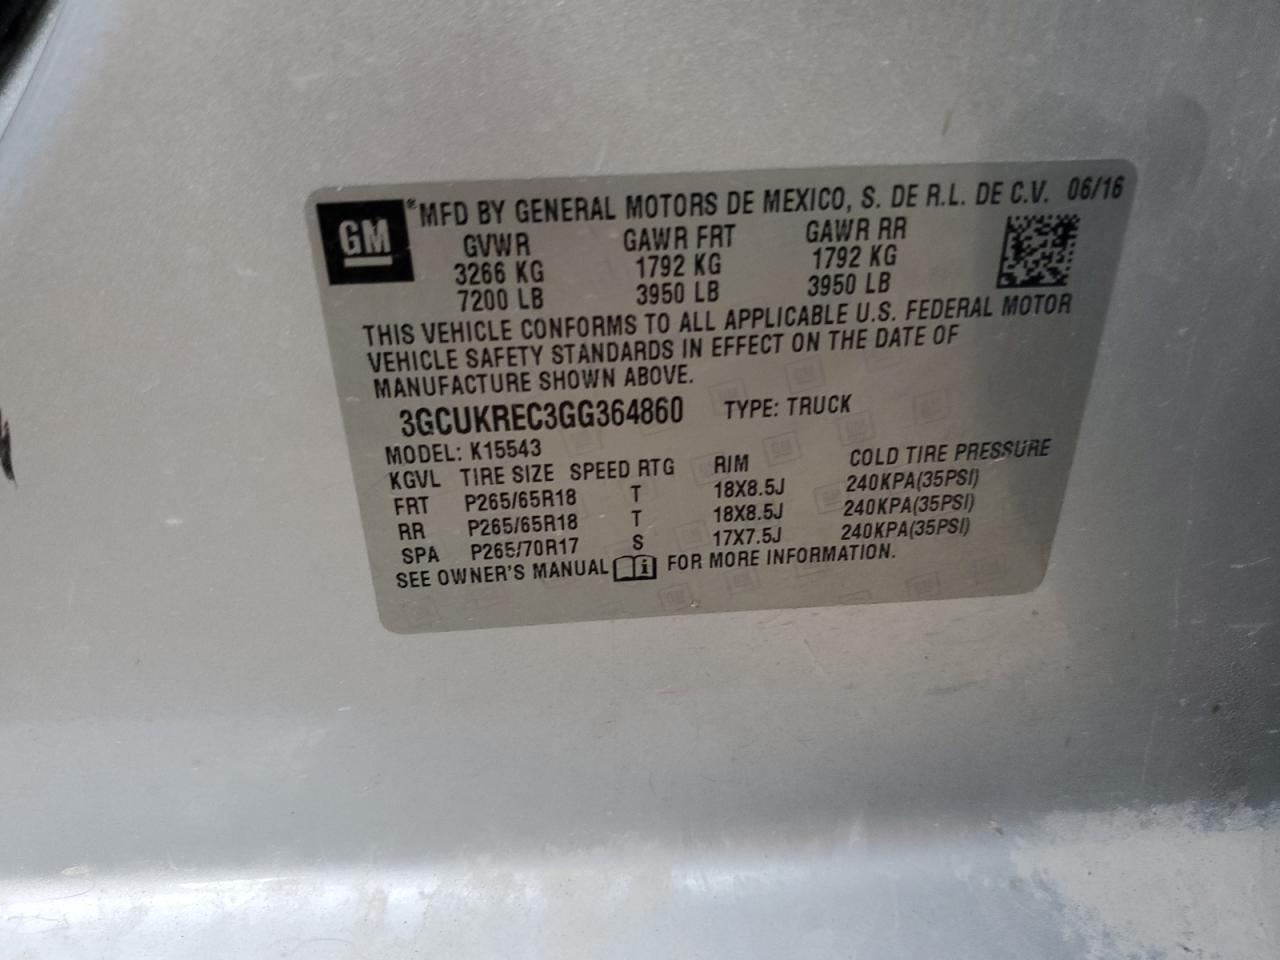 GM ® MFD BY GENERAL MOTORS DE MEXICO, S. DE R.L. DE C.V. 06/16
GVWR GAWR FRT GAWR RR
3266 KG 1792 KG 1792 KG
7200 LB 3950 LB 3950 LB
THIS VEHICLE CONFORMS TO ALL APPLICABLE U.S. FEDERAL MOTOR
VEHICLE SAFETY STANDARDS IN EFFECT ON THE DATE OF
MANUFACTURE SHOWN ABOVE.
3GCUKREC3GG364860 TYPE: TRUCK
MODEL: K15543
KGVL TIRE SIZE SPEED RTG RIM COLD TIRE PRESSURE
FRT P265/65R18 T 18X8.5J 240KPA(35PSI)
RR P265/65R18 T 18X8.5J 240KPA(35PSI)
SPA P265/70R17 S 17X7.5J 240KPA(35PSI)
SEE OWNER'S MANUAL i FOR MORE INFORMATION.